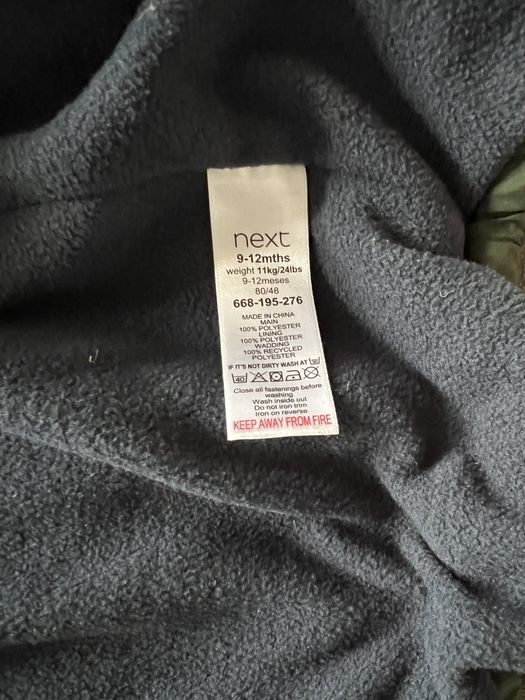 next
9-12mths
weight 11kg/24lbs
9-12meses
80/48
668-195-276
MADE IN CHINA
MAIN
100% POLYESTER
LINING
100% POLYESTER
WADDING
100% RECYCLED
POLYESTER
IF IT'S NOT DIRTY WASH AT 30
40
Close all fastenings before
washing
Wash inside out
Do not iron trim
Iron on reverse
KEEP AWAY FROM FIRE